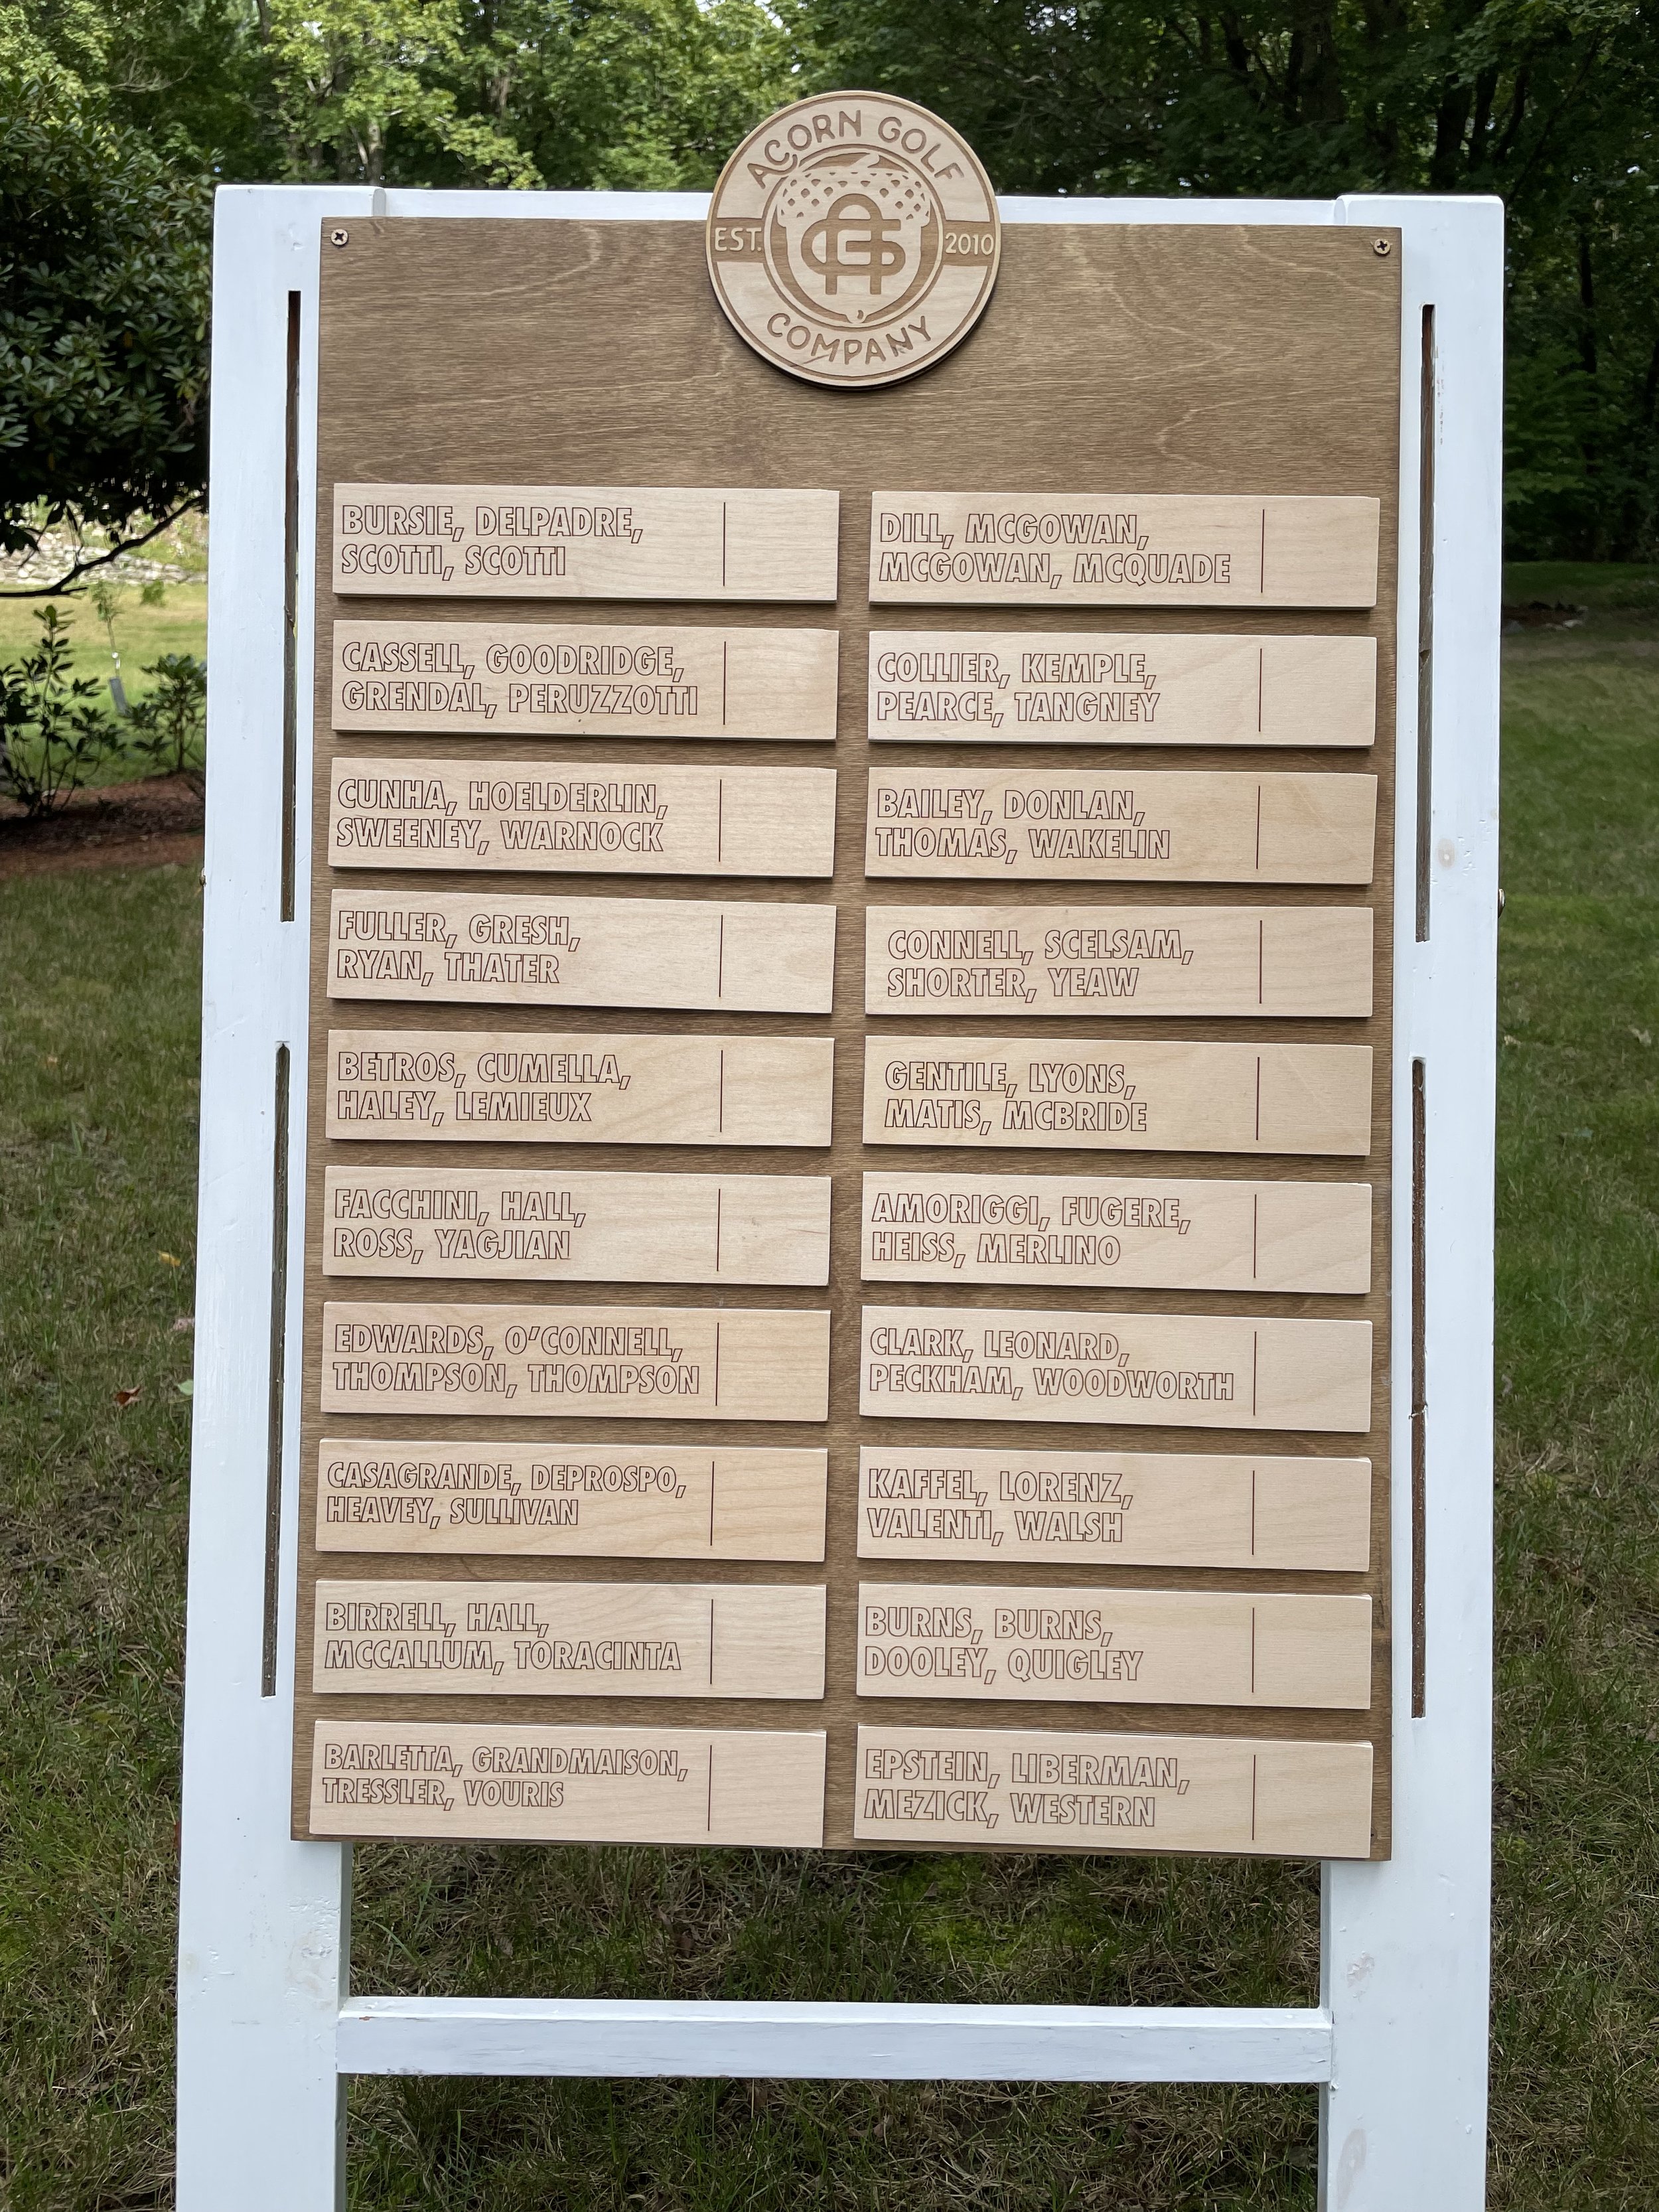 ACORN GOLF
EST. 2010
COMPANY
BURSIE, DELPADRE,
SCOTTI, SCOTTI
CASSELL, GOODRIDGE,
GRENDAL, PERUZZOTTI
CUNHA, HOELDERLIN,
SWEENEY, WARNOCK
FULLER, GRESH,
RYAN, THATER
BETROS, CUMELLA,
HALEY, LEMIEUX
FACCHINI, HALL,
ROSS, YAGJIAN
EDWARDS, O'CONNELL,
THOMPSON, THOMPSON
CASAGRANDE, DEPROSPO,
HEAVEY, SULLIVAN
BIRRELL, HALL,
MCCALLUM, TORACINTA
BARLETTA, GRANDMAISON,
TRESSLER, VOURIS
DILL, MCGOWAN,
MCGOWAN, MCQUADE
COLLIER, KEMPLE,
PEARCE, TANGNEY
BAILEY, DONLAN,
THOMAS, WAKELIN
CONNELL, SCELSAM,
SHORTER, YEAW
GENTILE, LYONS,
MATIS, MCBRIDE
AMORIGGI, FUGERE,
HEISS, MERLINO
CLARK, LEONARD,
PECKHAM, WOODWORTH
KAFFEL, LORENZ,
VALENTI, WALSH
BURNS, BURNS,
DOOLEY, QUIGLEY
EPSTEIN, LIBERMAN,
MEZICK, WESTERN